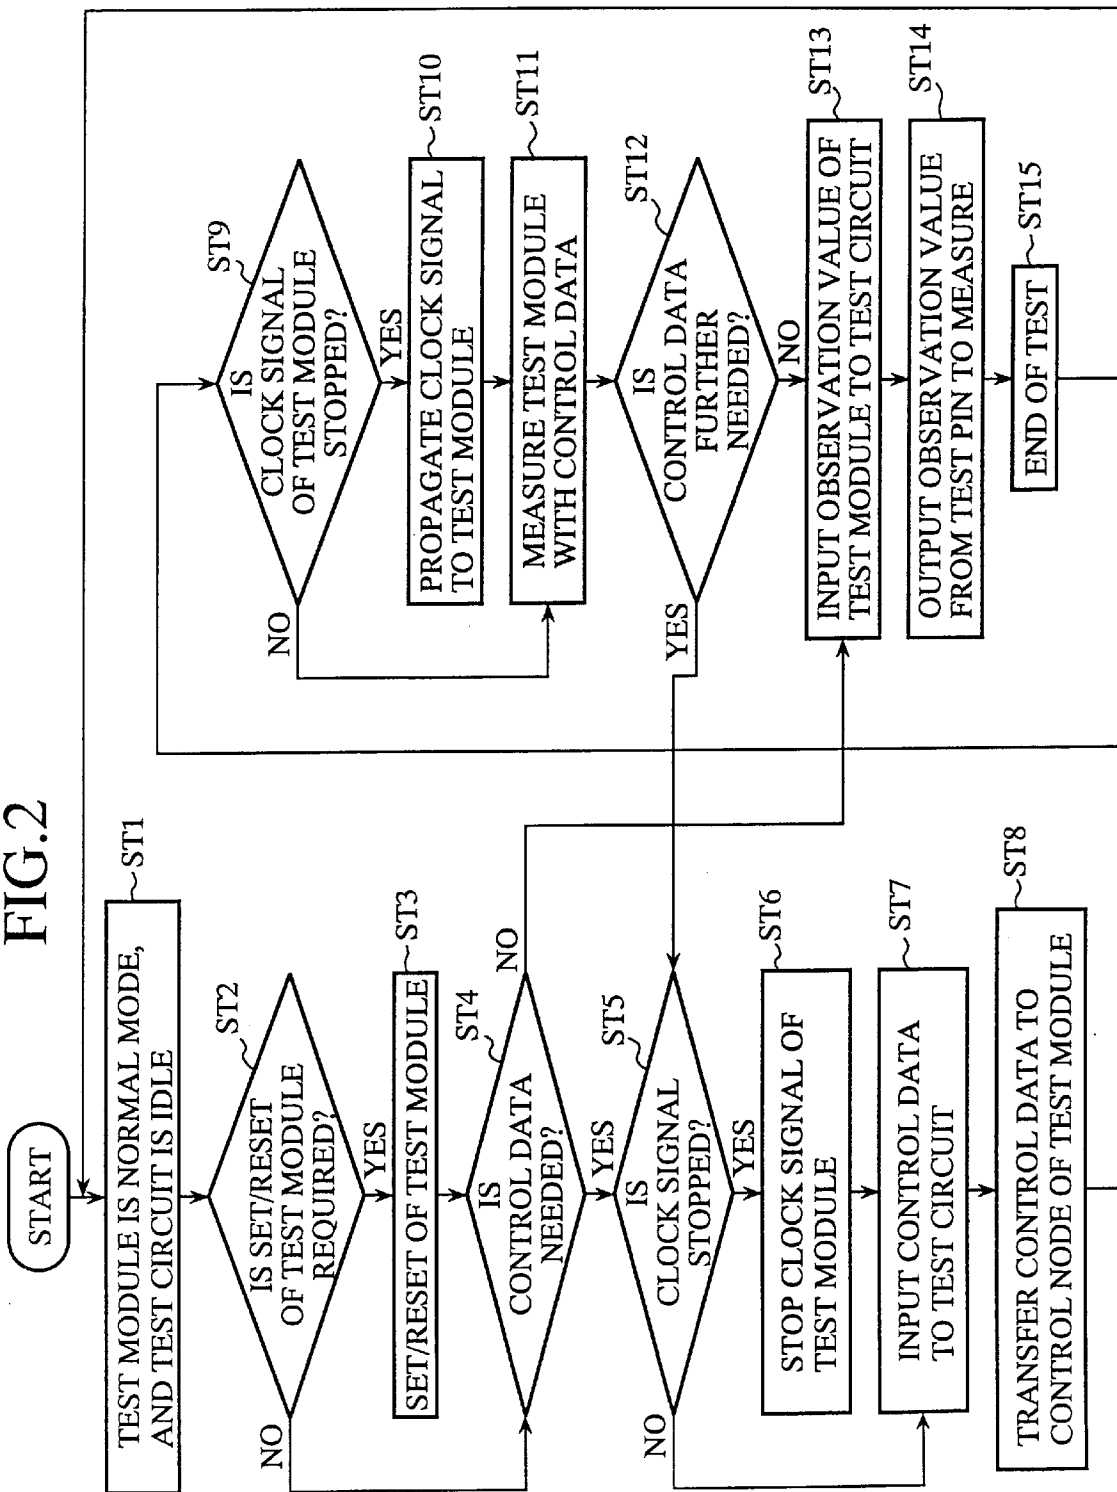 FIG.2
START
TEST MODULE IS NORMAL MODE,
AND TEST CIRCUIT IS IDLE
ST1
IS SET/RESET
OF TEST MODULE
REQUIRED?
ST2
NO
YES
SET/RESET OF TEST MODULE
ST3
IS
CONTROL DATA
NEEDED?
ST4
NO
YES
IS
CLOCK SIGNAL
STOPPED?
ST5
NO
YES
STOP CLOCK SIGNAL OF
TEST MODULE
ST6
INPUT CONTROL DATA
TO TEST CIRCUIT
ST7
TRANSFER CONTROL DATA TO
CONTROL NODE OF TEST MODULE
ST8
IS
CLOCK SIGNAL
OF TEST MODULE
STOPPED?
ST9
NO
YES
PROPAGATE CLOCK SIGNAL
TO TEST MODULE
ST10
MEASURE TEST MODULE
WITH CONTROL DATA
ST11
IS
CONTROL DATA
FURTHER
NEEDED?
ST12
YES
NO
INPUT OBSERVATION VALUE OF
TEST MODULE TO TEST CIRCUIT
ST13
OUTPUT OBSERVATION VALUE
FROM TEST PIN TO MEASURE
ST14
END OF TEST
ST15